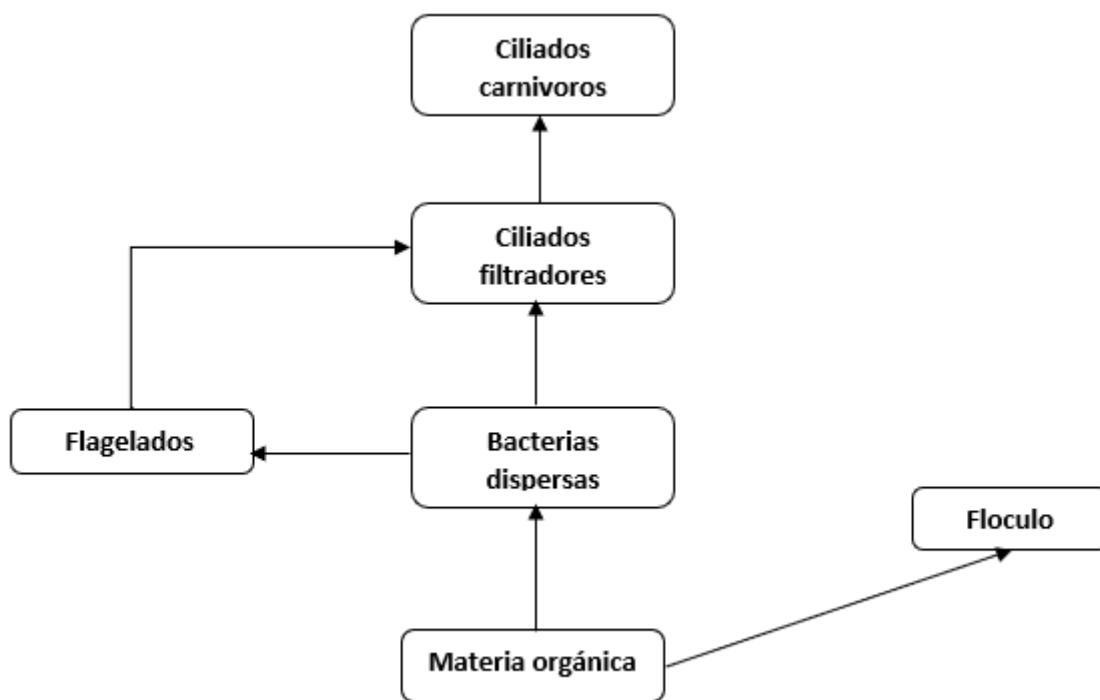 Ciliados
carnivoros
Ciliados
filtradores
Flagelados
Bacterias
dispersas
Floculo
Materia orgánica